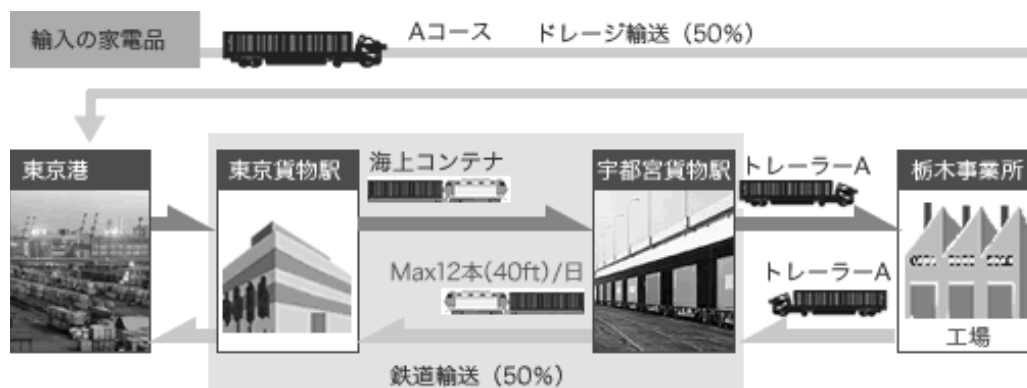 輸入の家電品
Aコース　ドレージ輸送（50%）
東京港
東京貨物駅
海上コンテナ
宇都宮貨物駅
トレーラーA
栃木事業所
Max12本(40ft)/日
トレーラーA
工場
鉄道輸送（50%）